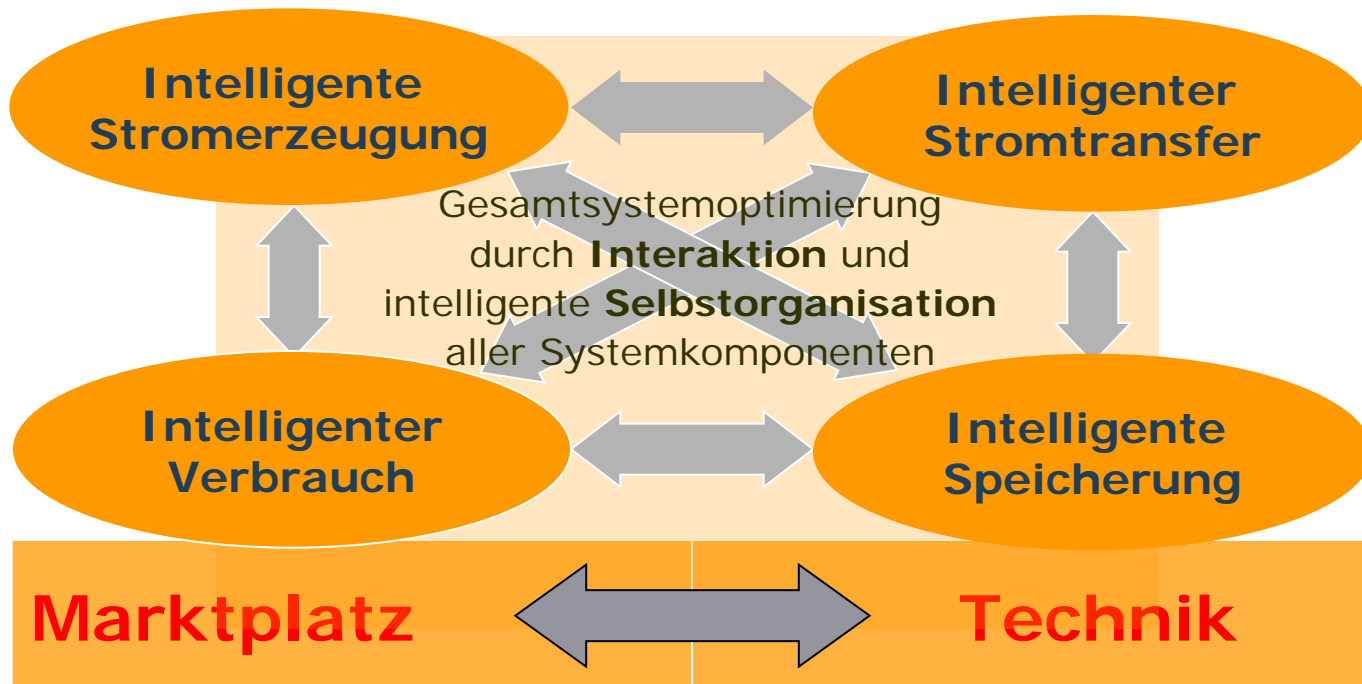 Intelligente
Stromerzeugung
Intelligenter
Stromtransfer
Gesamtsystemoptimierung
durch Interaktion und
intelligente Selbstorganisation
aller Systemkomponenten
Intelligenter
Verbrauch
Intelligente
Speicherung
Marktplatz
Technik